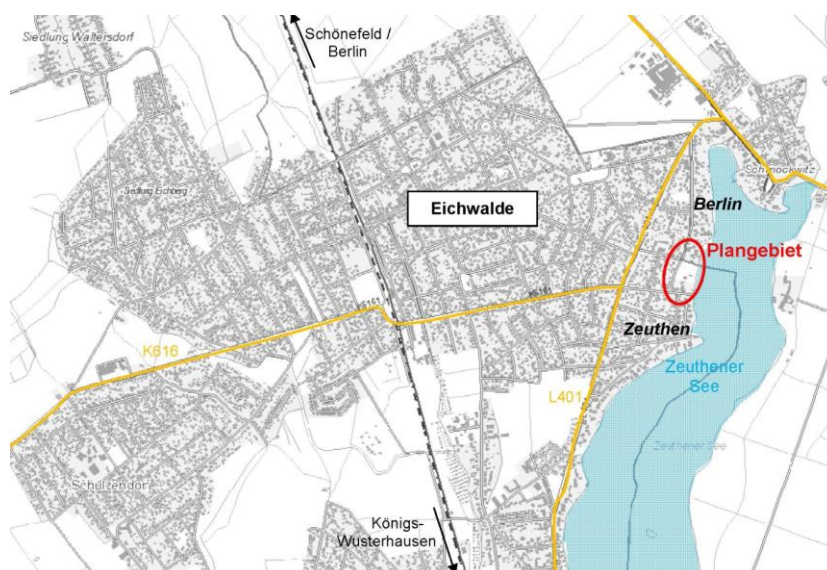 Schönefeld /
Berlin
Siedlung Waltersdorf
Schmöckwitz
Siedlung Eichberg
Eichwalde
Berlin
Plangebiet
K6161
K6161
Zeuthen
K616
Zeuthener
See
L401
Zeuthener See
Schulzendorf
Königs-
Wusterhausen